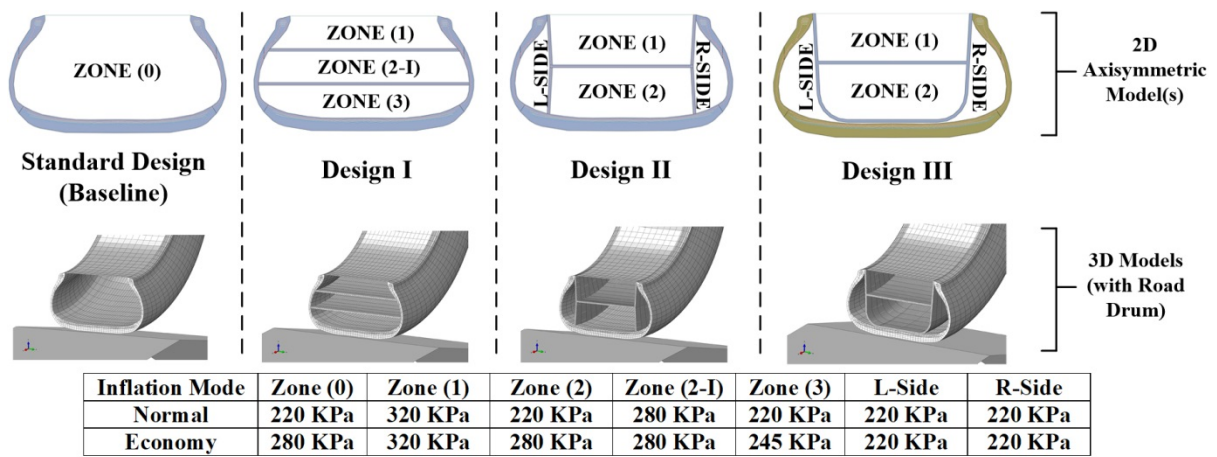 ZONE (0)
ZONE (1)
ZONE (2-I)
ZONE (3)
L-SIDE
ZONE (1)
ZONE (2)
R-SIDE
L-SIDE
ZONE (1)
ZONE (2)
R-SIDE
2D
Axisymmetric
Model(s)
Standard Design
(Baseline)
Design I
Design II
Design III
3D Models
(with Road
Drum)
Inflation Mode Zone (0) Zone (1) Zone (2) Zone (2-I) Zone (3) L-Side R-Side
Normal 220 KPa 320 KPa 220 KPa 280 KPa 220 KPa 220 KPa 220 KPa
Economy 280 KPa 320 KPa 280 KPa 280 KPa 245 KPa 220 KPa 220 KPa